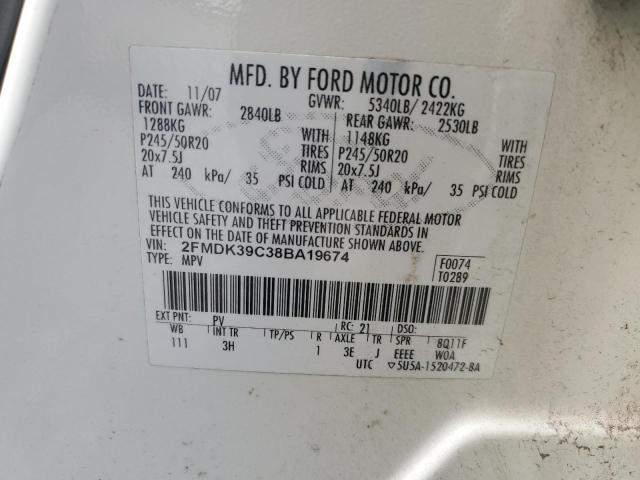 MFD. BY FORD MOTOR CO.
DATE: 11/07 GVWR: 5340LB/ 2422KG
FRONT GAWR: 2840LB REAR GAWR: 2530LB
1288KG WITH 1148KG WITH
P245/50R20 TIRES P245/50R20 TIRES
20x7.5J RIMS 20x7.5J RIMS
AT 240 kPa/ 35 PSI COLD AT 240 kPa/ 35 PSI COLD
THIS VEHICLE CONFORMS TO ALL APPLICABLE FEDERAL MOTOR
VEHICLE SAFETY AND THEFT PREVENTION STANDARDS IN
EFFECT ON THE DATE OF MANUFACTURE SHOWN ABOVE.
VIN: 2FMDK39C38BA19674 F0074
TYPE: MPV T0289
EXT PNT: PV RC: 21 DSO:
WB INT TR TP/PS R AXLE TR SPR 8Q11F
111 3H 1 3E J EEEE W0A
UTC ▽5U5A-1520472-BA